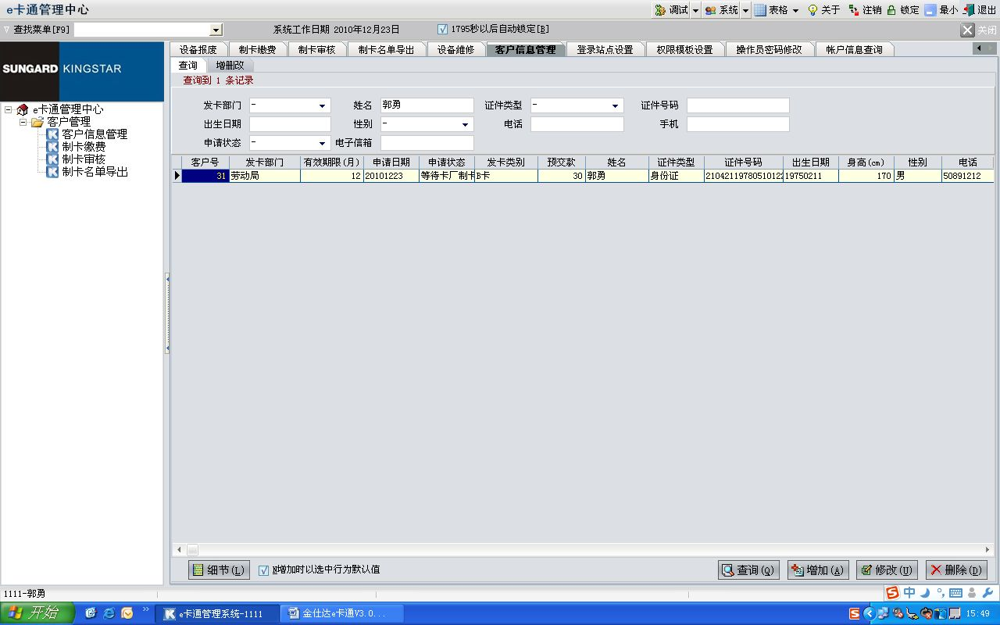 e卡通管理中心 调试 系统 表格 关于 注销 锁定 最小 退出
查找菜单[F9] 系统工作日期 2010年12月23日 1795秒以后自动锁定[B] 关闭
设备报废 制卡缴费 制卡审核 制卡名单导出 设备维修 客户信息管理 登录站点设置 权限模板设置 操作员密码修改 帐户信息查询
SUNGARD KINGSTAR
查询 增删改
查询到 1 条记录
e卡通管理中心
客户管理
客户信息管理
制卡缴费
制卡审核
制卡名单导出
发卡部门 - 姓名 郭勇 证件类型 - 证件号码
出生日期 性别 - 电话 手机
申请状态 - 电子信箱
客户号 发卡部门 有效期限(月) 申请日期 申请状态 发卡类别 预交款 姓名 证件类型 证件号码 出生日期 身高(cm) 性别 电话
31 劳动局 12 20101223 等待卡厂制卡 B卡 30 郭勇 身份证 19750211 170 男 50891212
细节(L) N增加时以选中行为默认值 查询(Q) 增加(A) 修改(U) 删除(D)
1111-郭勇 中
开始 e卡通管理系统-1111 金仕达e卡通V3.0... 15:49